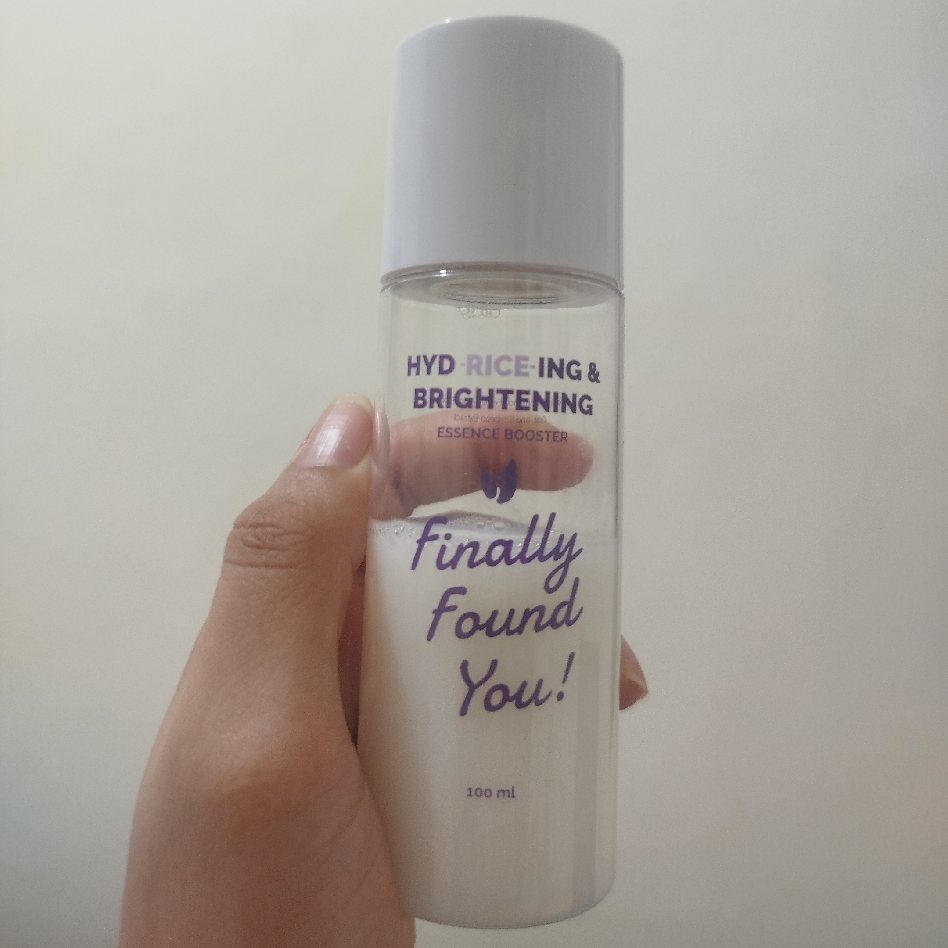 HYD-RICE-ING &
BRIGHTENING
ESSENCE BOOSTER
Finally
Found
You!
100 ml